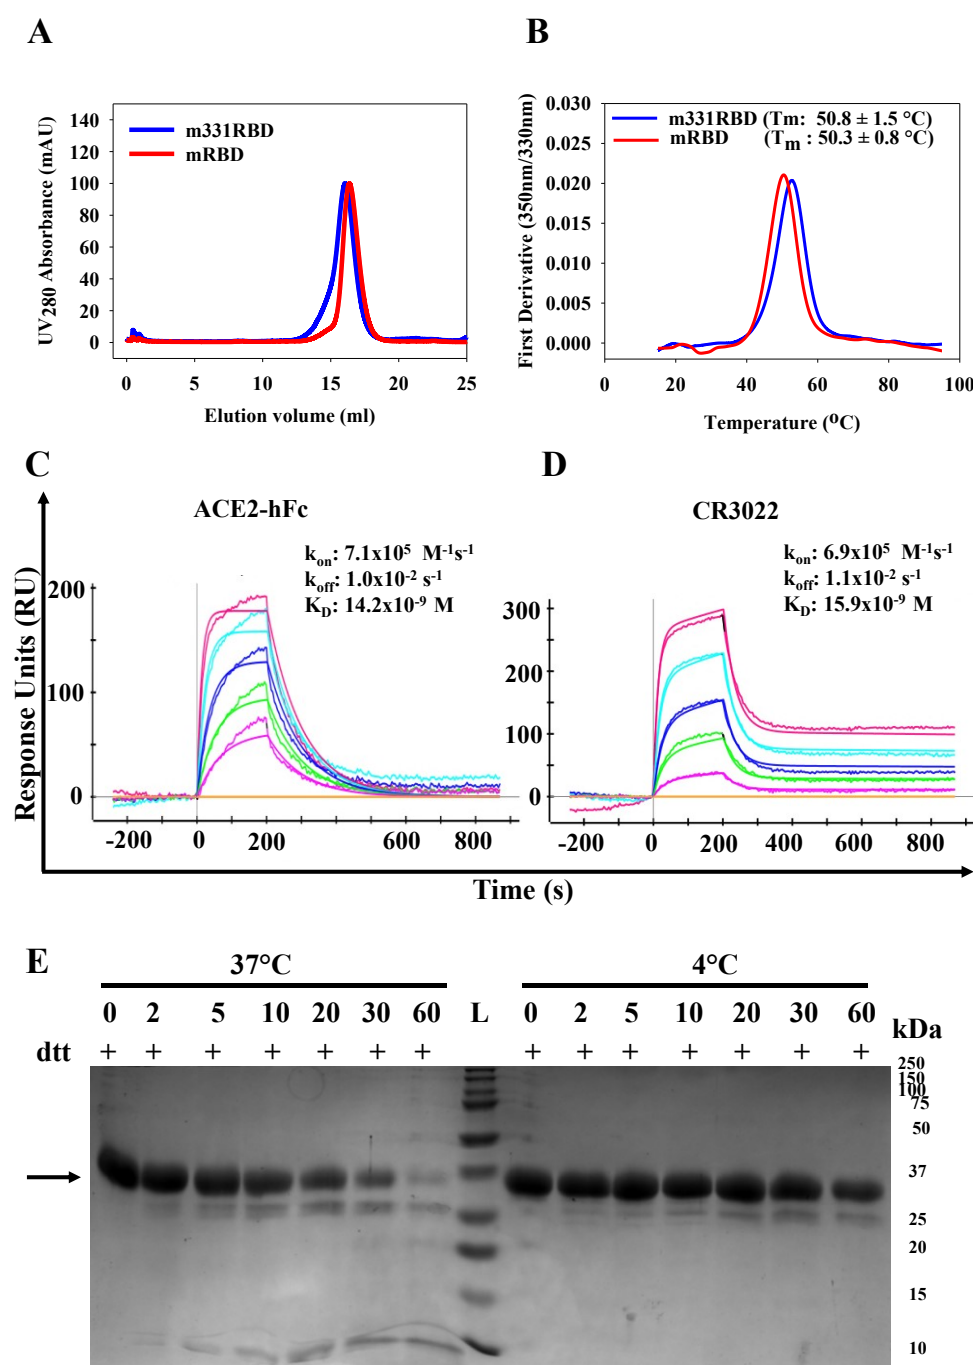 A
B
140
120
100
80
60
40
20
0
m331RBD
mRBD
UV280 Absorbance (mAU)
0 5 10 15 20 25
Elution volume (ml)
0.030
0.025
0.020
0.015
0.010
0.005
0.000
m331RBD (Tm: 50.8 ± 1.5 °C)
mRBD (Tm : 50.3 ± 0.8 °C)
First Derivative (350nm/330nm)
0 20 40 60 80 100
Temperature (°C)
C
D
ACE2-hFc
kon: 7.1x10⁵ M⁻¹s⁻¹
koff: 1.0x10⁻² s⁻¹
KD: 14.2x10⁻⁹ M
200
100
0
-200 0 200 400 600 800
CR3022
kon: 6.9x10⁵ M⁻¹s⁻¹
koff: 1.1x10⁻² s⁻¹
KD: 15.9x10⁻⁹ M
300
200
100
0
-200 0 200 400 600 800
Response Units (RU)
Time (s)
E
37°C 4°C
0 2 5 10 20 30 60 L 0 2 5 10 20 30 60 kDa
dtt + + + + + + + + + + + + + +
250
150
100
75
50
37
25
20
15
10